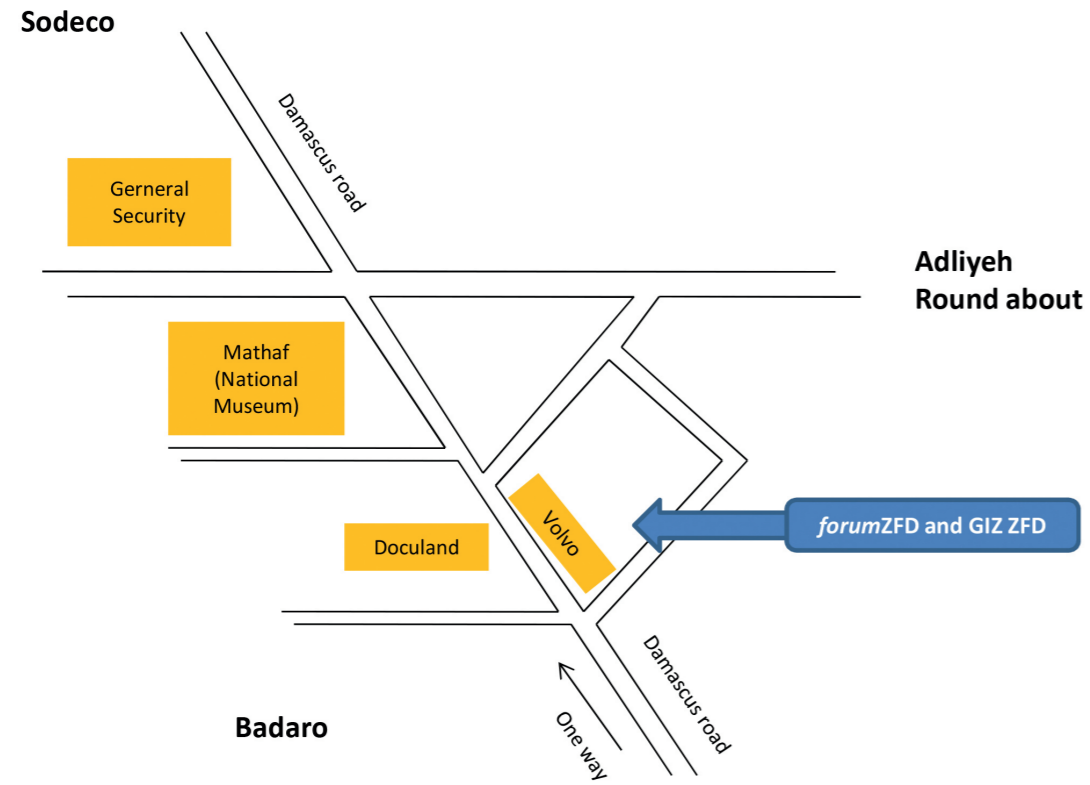 Sodeco
Damascus road
Gerneral
Security
Adliyeh
Round about
Mathaf
(National
Museum)
Volvo
forumZFD and GIZ ZFD
Doculand
Damascus road
One way
Badaro